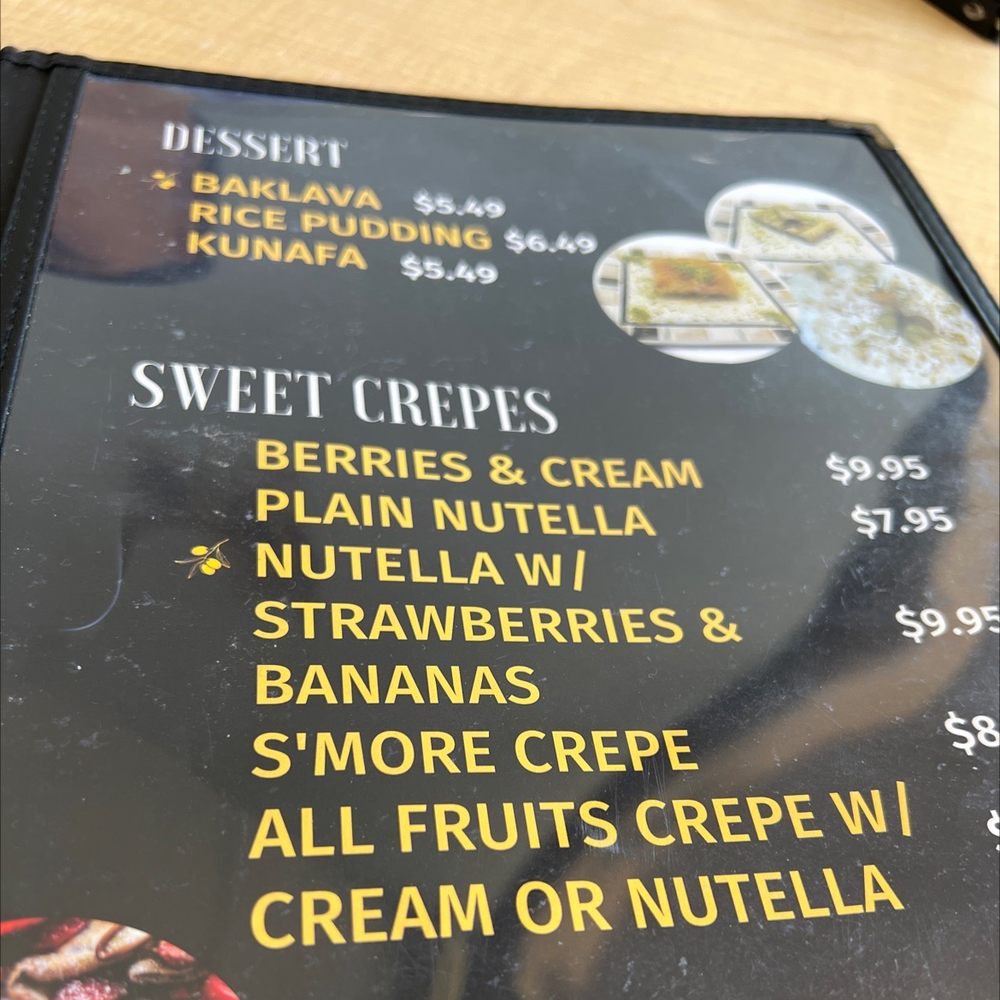 DESSERT
BAKLAVA $5.49
RICE PUDDING $6.49
KUNAFA $5.49
SWEET CREPES
BERRIES & CREAM $9.95
PLAIN NUTELLA $7.95
NUTELLA W/
STRAWBERRIES & $9.95
BANANAS
S'MORE CREPE $8
ALL FRUITS CREPE W/
CREAM OR NUTELLA